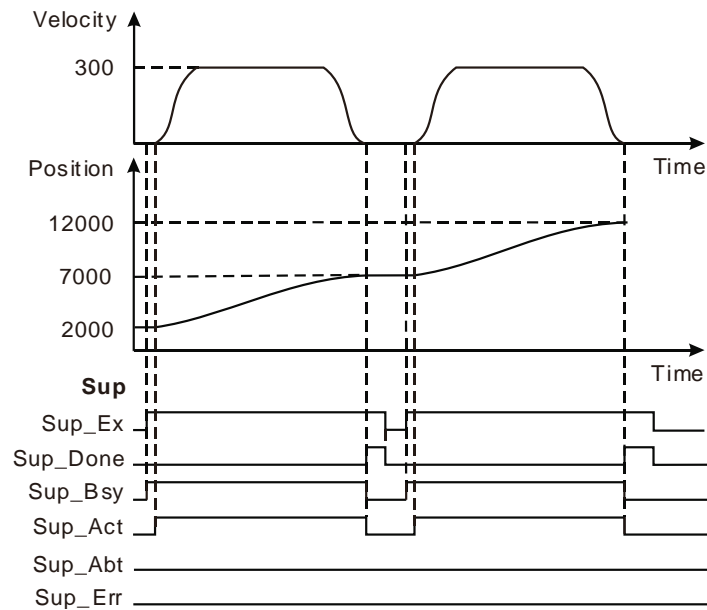 Velocity
300
Time
Position
12000
7000
2000
Time
Sup
Sup_Ex
Sup_Done
Sup_Bsy
Sup_Act
Sup_Abt
Sup_Err